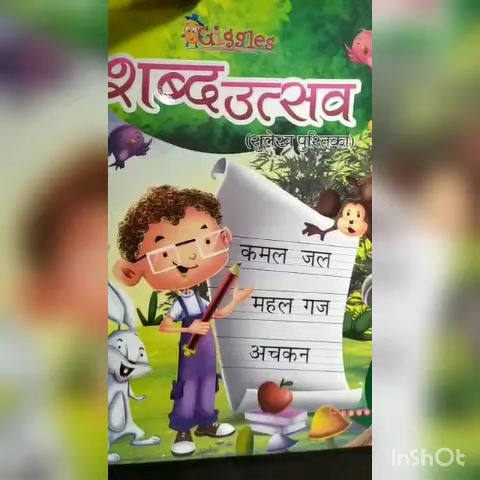 Giggles
शब्द उत्सव
(सुलेख पुस्तिका)
कमल जल
महल गज
अचकन
InShOt